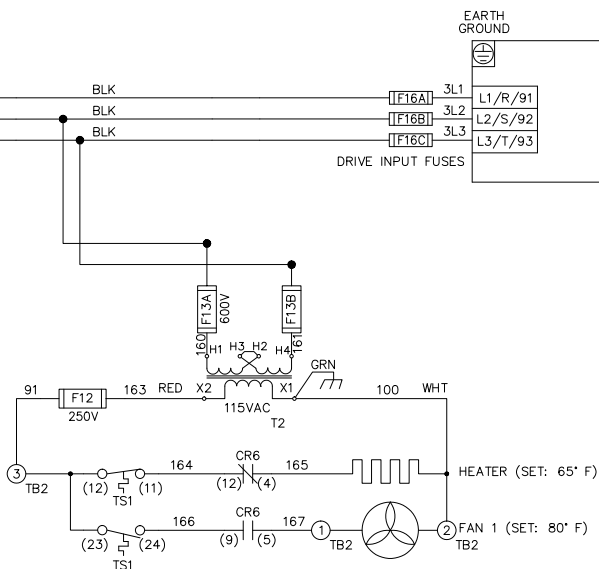 EARTH
GROUND
BLK
F16A
3L1
L1/R/91
BLK
F16B
3L2
L2/S/92
BLK
F16C
3L3
L3/T/93
DRIVE INPUT FUSES
F13A
600V
F13B
160
161
H1
H3
H2
H4
GRN
91
F12
250V
163
RED
X2
X1
115VAC
T2
100
WHT
3
TB2
(12)
(11)
TS1
164
CR6
(12)
(4)
165
HEATER (SET: 65° F)
(23)
(24)
TS1
166
CR6
(9)
(5)
167
1
TB2
2
TB2
FAN 1 (SET: 80° F)